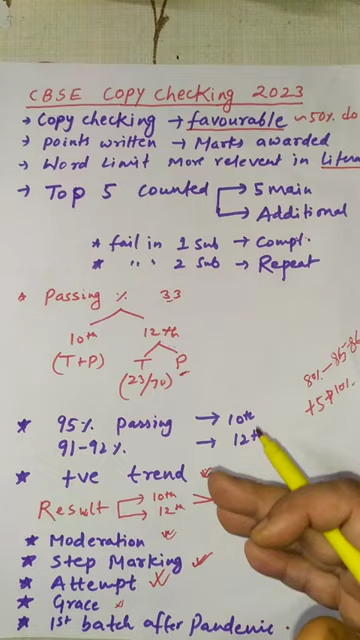 CBSE Copy Checking 2023
→ Copy checking → favourable ~50% do
→ Points written → Marks awarded
→ Word Limit More relevent in Liter
→ Top 5 counted → 5 main
→ Additional
* fail in 1 Sub → Compt.
* " " 2 Sub → Repeat
* Passing % 33
10th 12th
(T+P) T P
(23/70)
80% - 85-86
+5 10%
* 95% Passing → 10th
91-92% → 12th
* +ve trend
Result → 10th
→ 12th
* Moderation
* Step Marking
* Attempt
* Grace
* 1st batch after Pandemic.